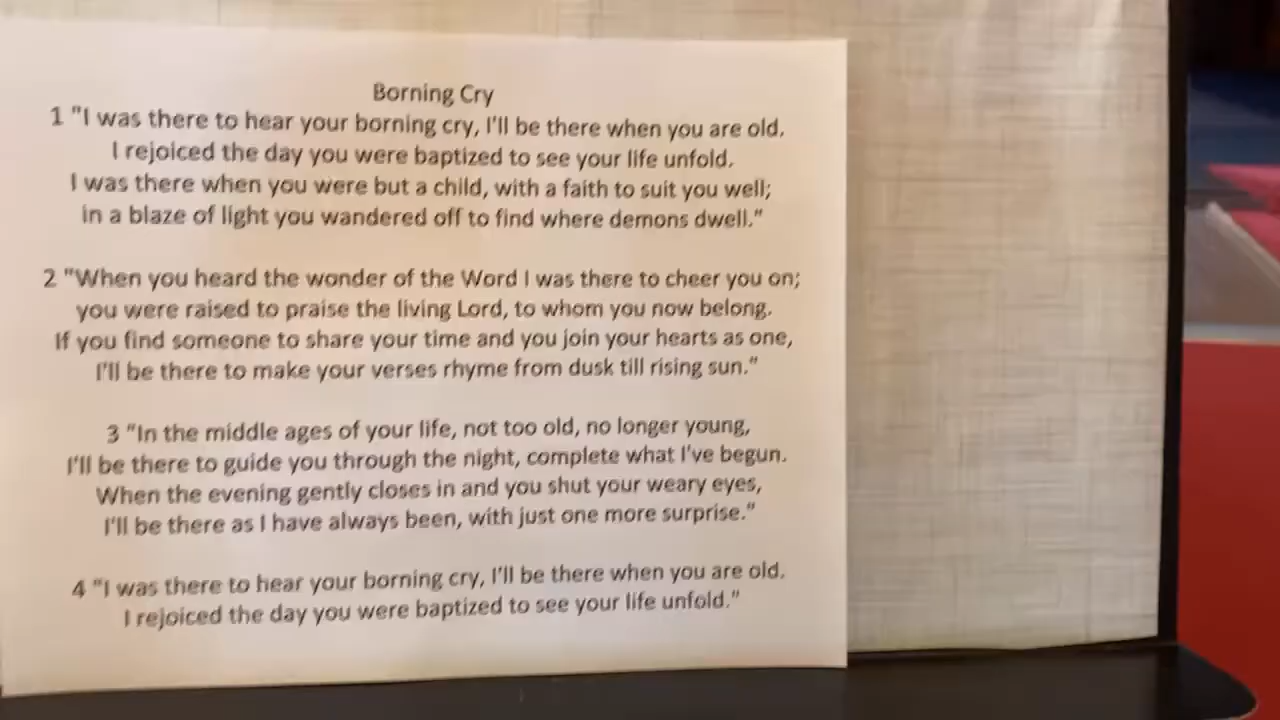 Borning Cry
1 "I was there to hear your borning cry, I'll be there when you are old.
I rejoiced the day you were baptized to see your life unfold.
I was there when you were but a child, with a faith to suit you well;
in a blaze of light you wandered off to find where demons dwell."
2 "When you heard the wonder of the Word I was there to cheer you on;
you were raised to praise the living Lord, to whom you now belong.
If you find someone to share your time and you join your hearts as one,
I'll be there to make your verses rhyme from dusk till rising sun."
3 "In the middle ages of your life, not too old, no longer young,
I'll be there to guide you through the night, complete what I've begun.
When the evening gently closes in and you shut your weary eyes,
I'll be there as I have always been, with just one more surprise."
4 "I was there to hear your borning cry, I'll be there when you are old.
I rejoiced the day you were baptized to see your life unfold."